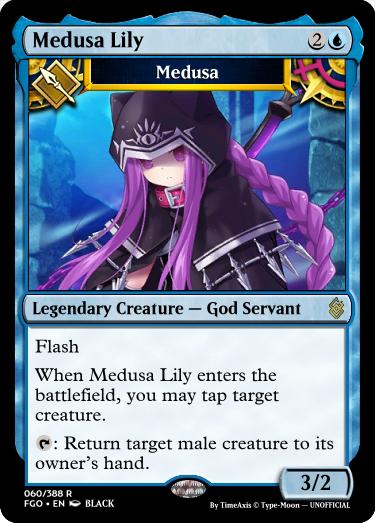 Medusa Lily 2
Medusa
Legendary Creature — God Servant
Flash
When Medusa Lily enters the
battlefield, you may tap target
creature.
: Return target male creature to its
owner's hand.
3/2
060/388 R
FGO • EN BLACK
By TimeAxis © Type-Moon — UNOFFICIAL